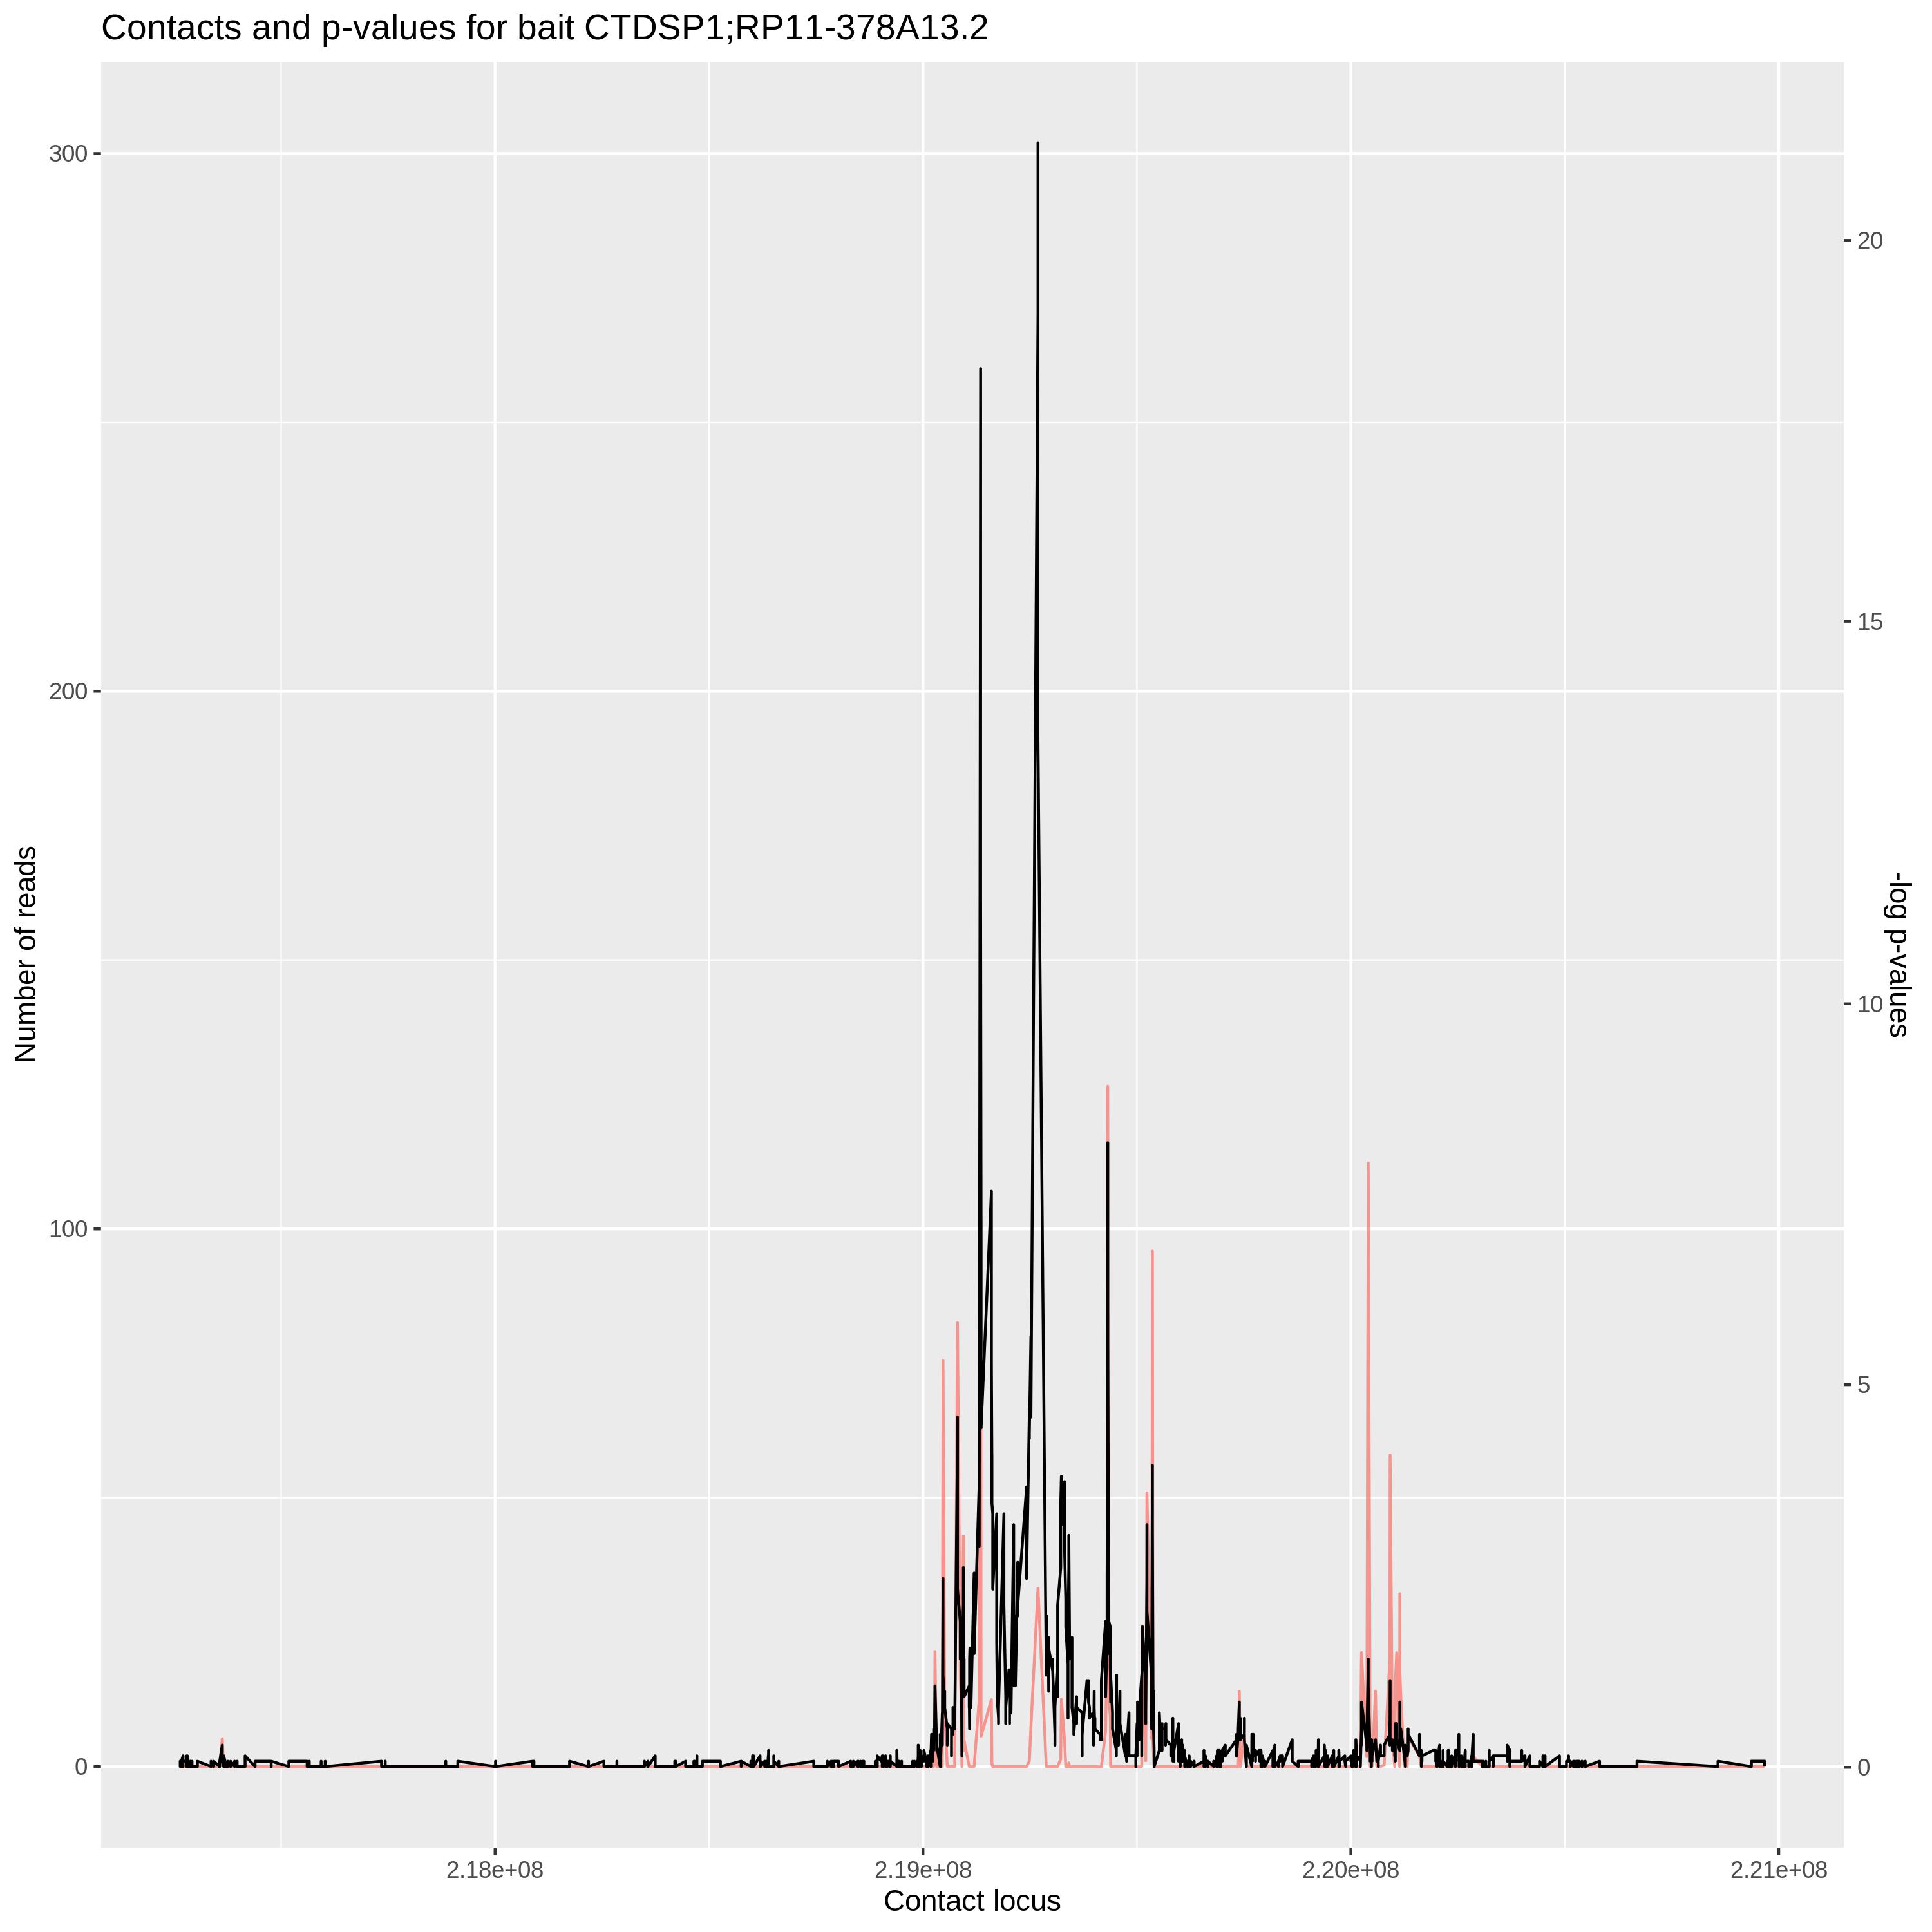 Contacts and p-values for bait CTDSP1;RP11-378A13.2
300
200
100
0
Number of reads
20
15
10
5
0
-log p-values
2.18e+08
2.19e+08
2.20e+08
2.21e+08
Contact locus